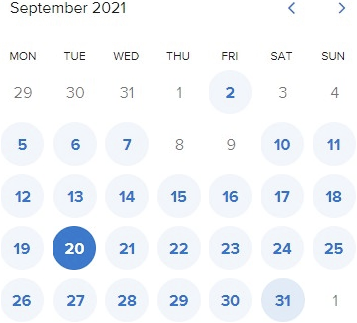 September 2021
MON TUE WED THU FRI SAT SUN
29 30 31 1 2 3 4
5 6 7 8 9 10 11
12 13 14 15 16 17 18
19 20 21 22 23 24 25
26 27 28 29 30 31 1